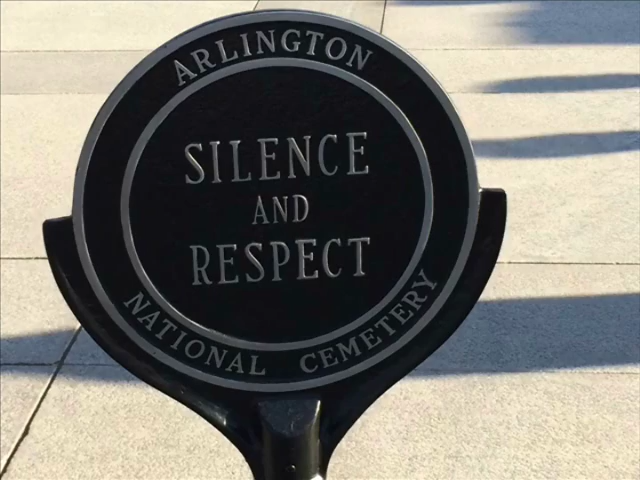 ARLINGTON
SILENCE
AND
RESPECT
NATIONAL CEMETERY